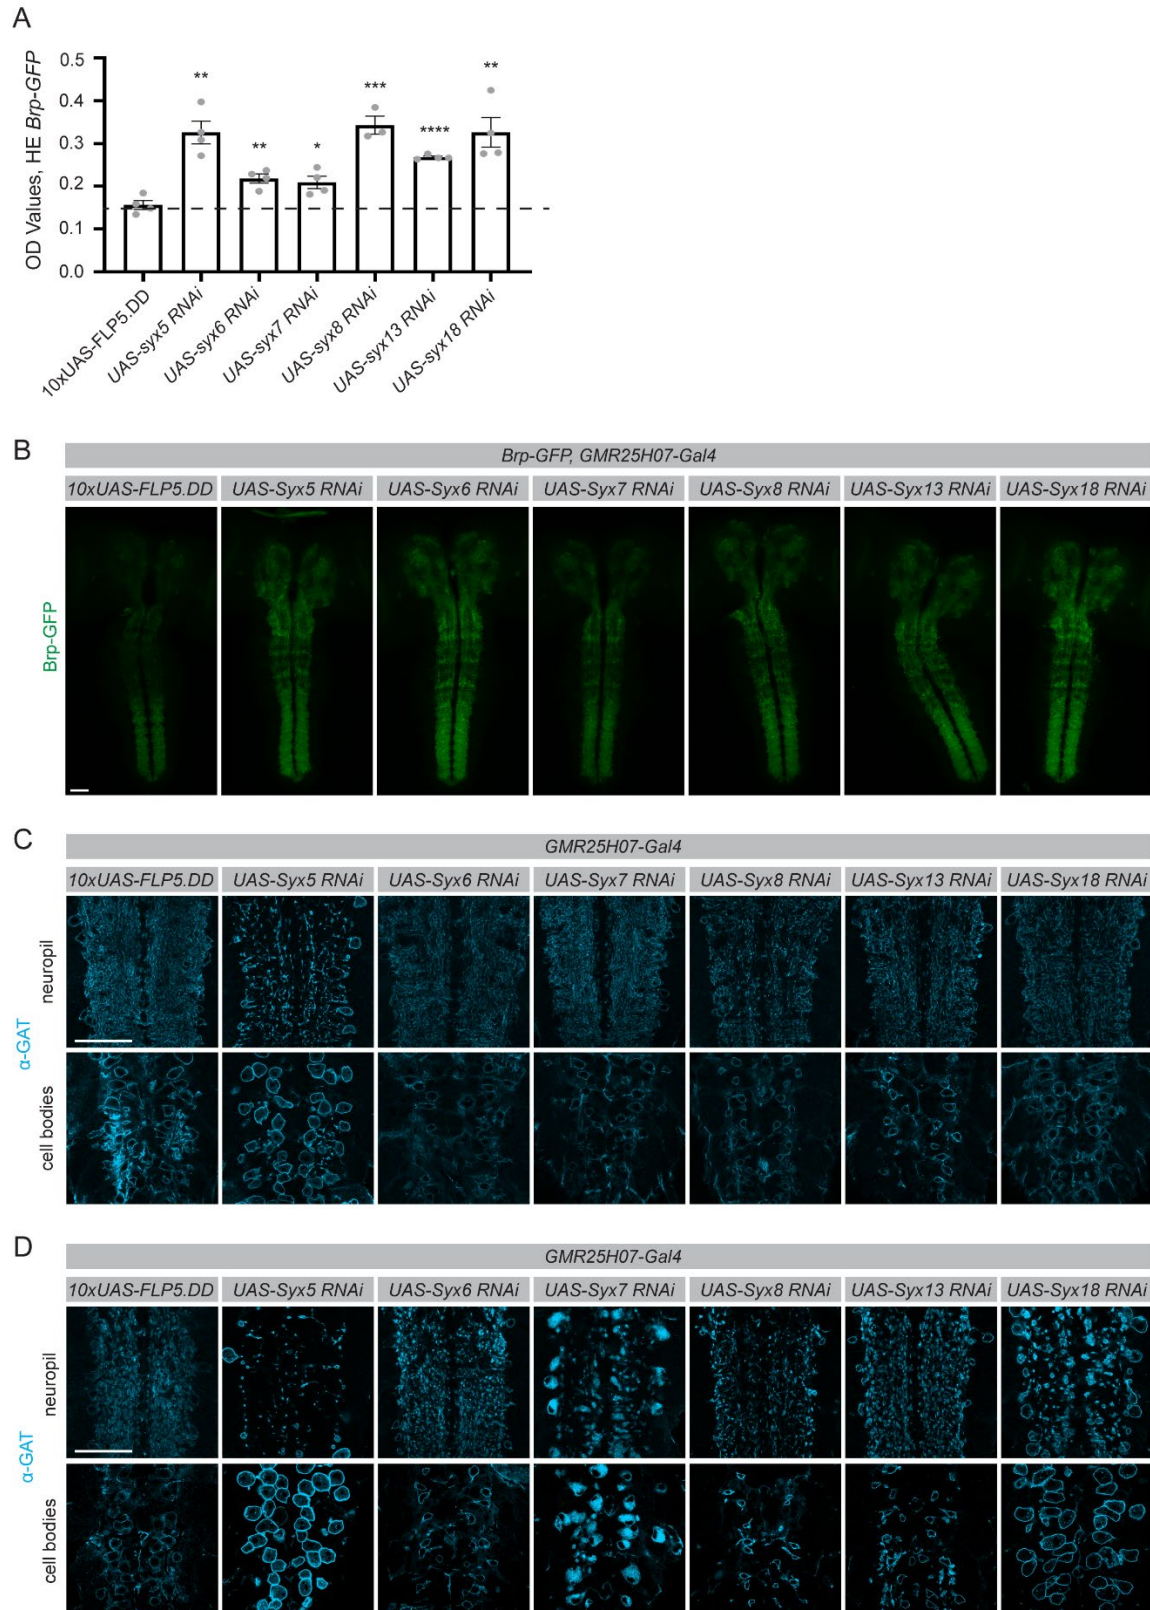 A
OD Values, HE Brp-GFP
0.5
0.4
0.3
0.2
0.1
0.0
**
**
*
***
****
**
10xUAS-FLP5.DD
UAS-syx5 RNAi
UAS-syx6 RNAi
UAS-syx7 RNAi
UAS-syx8 RNAi
UAS-syx13 RNAi
UAS-syx18 RNAi
B
Brp-GFP, GMR25H07-Gal4
10xUAS-FLP5.DD UAS-Syx5 RNAi UAS-Syx6 RNAi UAS-Syx7 RNAi UAS-Syx8 RNAi UAS-Syx13 RNAi UAS-Syx18 RNAi
Brp-GFP
C
GMR25H07-Gal4
10xUAS-FLP5.DD UAS-Syx5 RNAi UAS-Syx6 RNAi UAS-Syx7 RNAi UAS-Syx8 RNAi UAS-Syx13 RNAi UAS-Syx18 RNAi
α-GAT
neuropil
cell bodies
D
GMR25H07-Gal4
10xUAS-FLP5.DD UAS-Syx5 RNAi UAS-Syx6 RNAi UAS-Syx7 RNAi UAS-Syx8 RNAi UAS-Syx13 RNAi UAS-Syx18 RNAi
α-GAT
neuropil
cell bodies